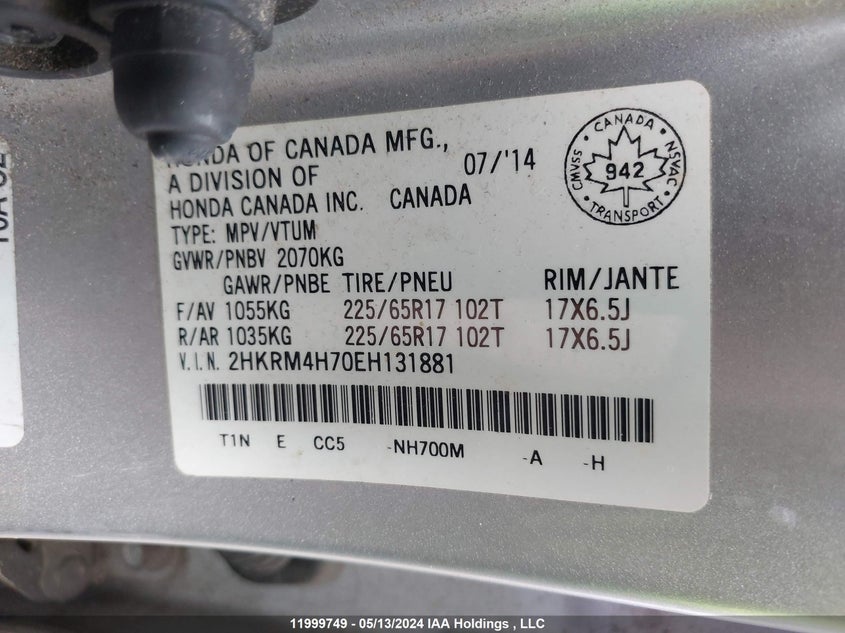 HONDA OF CANADA MFG., 07/'14
A DIVISION OF
HONDA CANADA INC. CANADA
TYPE: MPV/VTUM
GVWR/PNBV 2070KG
GAWR/PNBE TIRE/PNEU RIM/JANTE
F/AV 1055KG 225/65R17 102T 17X6.5J
R/AR 1035KG 225/65R17 102T 17X6.5J
V.I.N. 2HKRM4H70EH131881
T1N E CC5 -NH700M -A -H
CANADA
CMVSS 942 NSVAC
TRANSPORT
11999749 - 05/13/2024 IAA Holdings , LLC